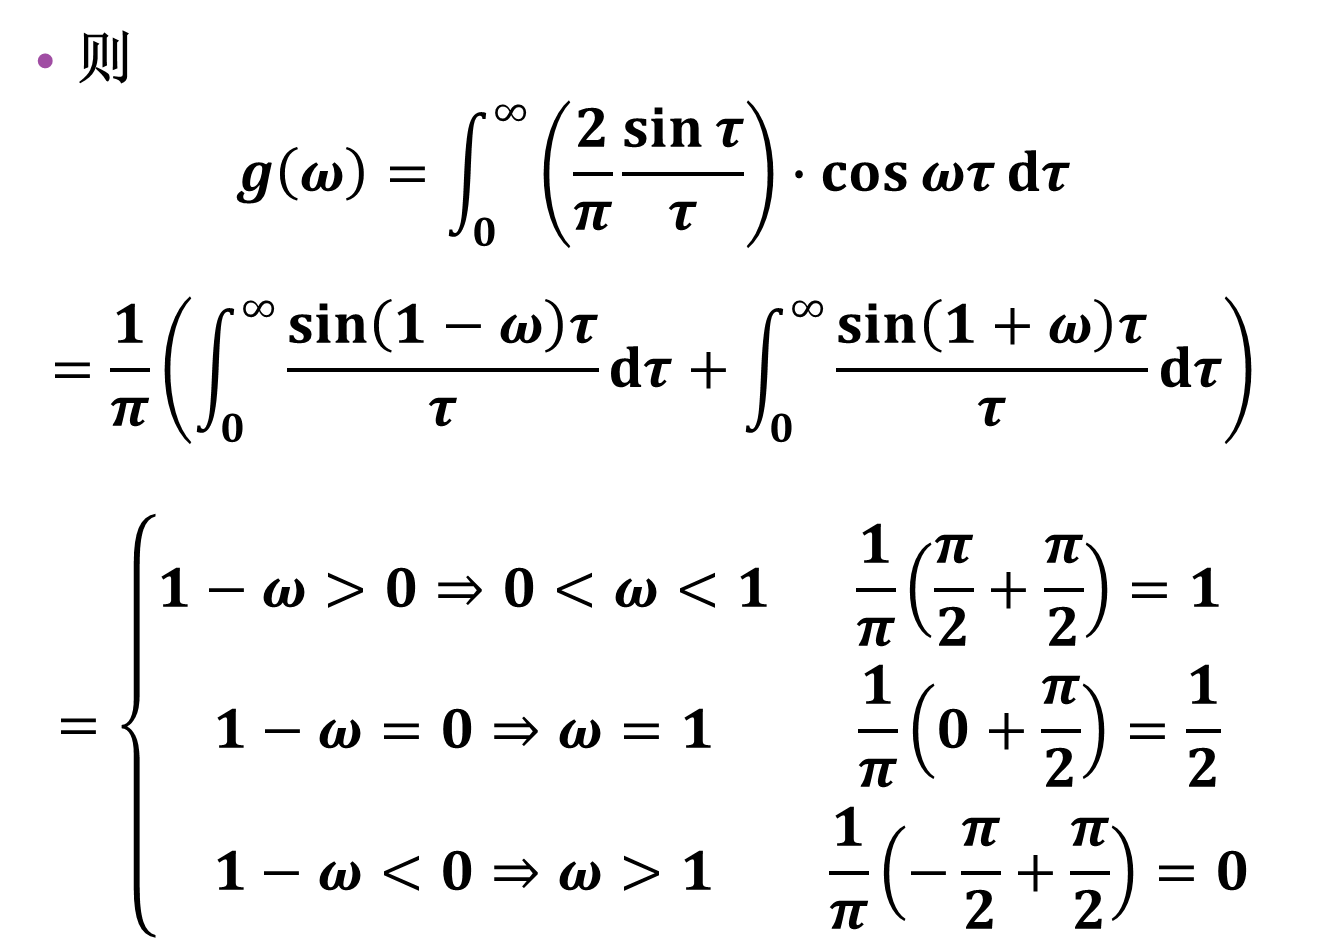 • 则
g(ω) = ∫₀^∞ (2/π sin τ/τ) · cos ωτ dτ
= 1/π (∫₀^∞ sin(1 − ω)τ/τ dτ + ∫₀^∞ sin(1 + ω)τ/τ dτ)
= { 1 − ω > 0 ⇒ 0 < ω < 1 1/π (π/2 + π/2) = 1
1 − ω = 0 ⇒ ω = 1 1/π (0 + π/2) = 1/2
1 − ω < 0 ⇒ ω > 1 1/π (− π/2 + π/2) = 0